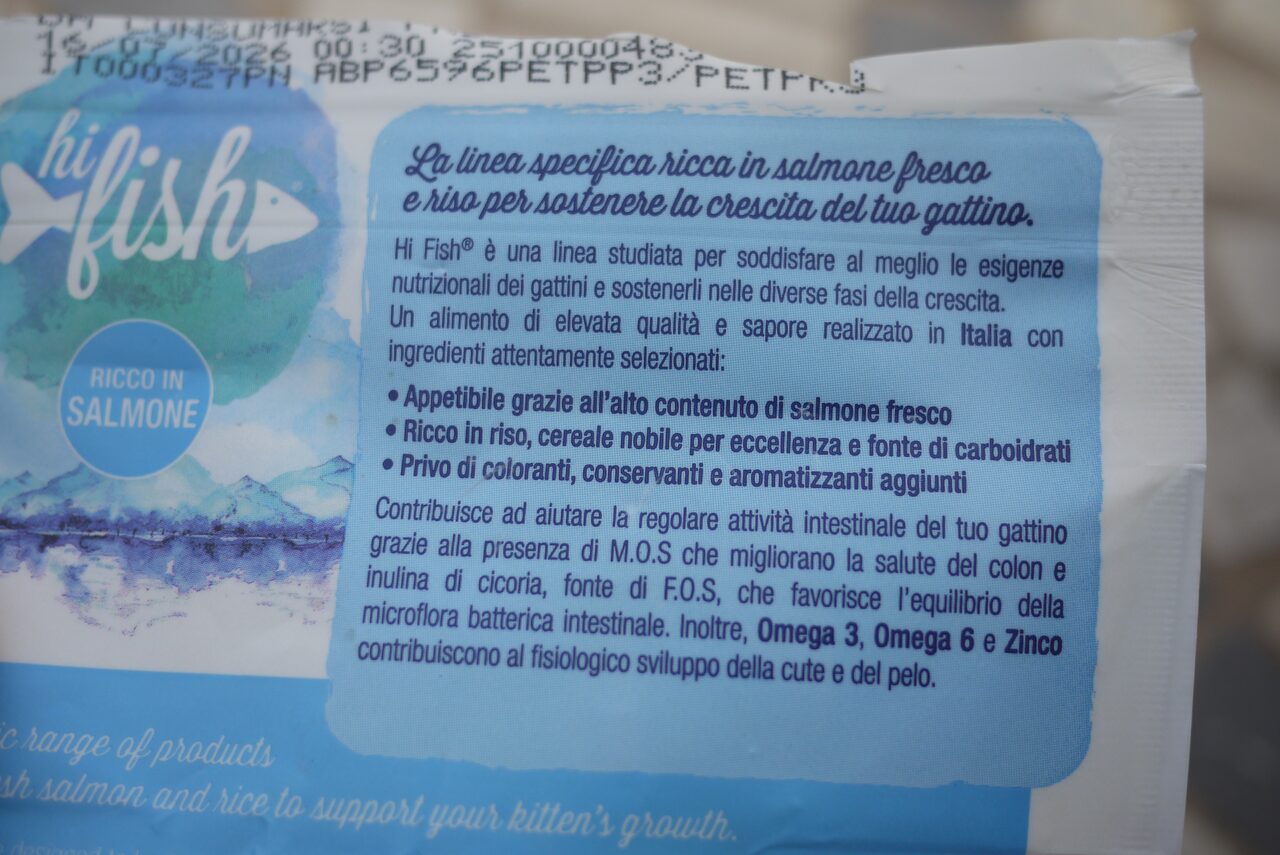 DA CONSUMARSI
16/07/2026 00:30 2510000483
IT000327PN ABP6596PETPP3/PETPR3
hi
fish
RICCO IN
SALMONE
La linea specifica ricca in salmone fresco
e riso per sostenere la crescita del tuo gattino.
Hi Fish® è una linea studiata per soddisfare al meglio le esigenze
nutrizionali dei gattini e sostenerli nelle diverse fasi della crescita.
Un alimento di elevata qualità e sapore realizzato in Italia con
ingredienti attentamente selezionati:
• Appetibile grazie all'alto contenuto di salmone fresco
• Ricco in riso, cereale nobile per eccellenza e fonte di carboidrati
• Privo di coloranti, conservanti e aromatizzanti aggiunti
Contribuisce ad aiutare la regolare attività intestinale del tuo gattino
grazie alla presenza di M.O.S che migliorano la salute del colon e
inulina di cicoria, fonte di F.O.S, che favorisce l'equilibrio della
microflora batterica intestinale. Inoltre, Omega 3, Omega 6 e Zinco
contribuiscono al fisiologico sviluppo della cute e del pelo.
range of products
salmon and rice to support your kitten's growth.